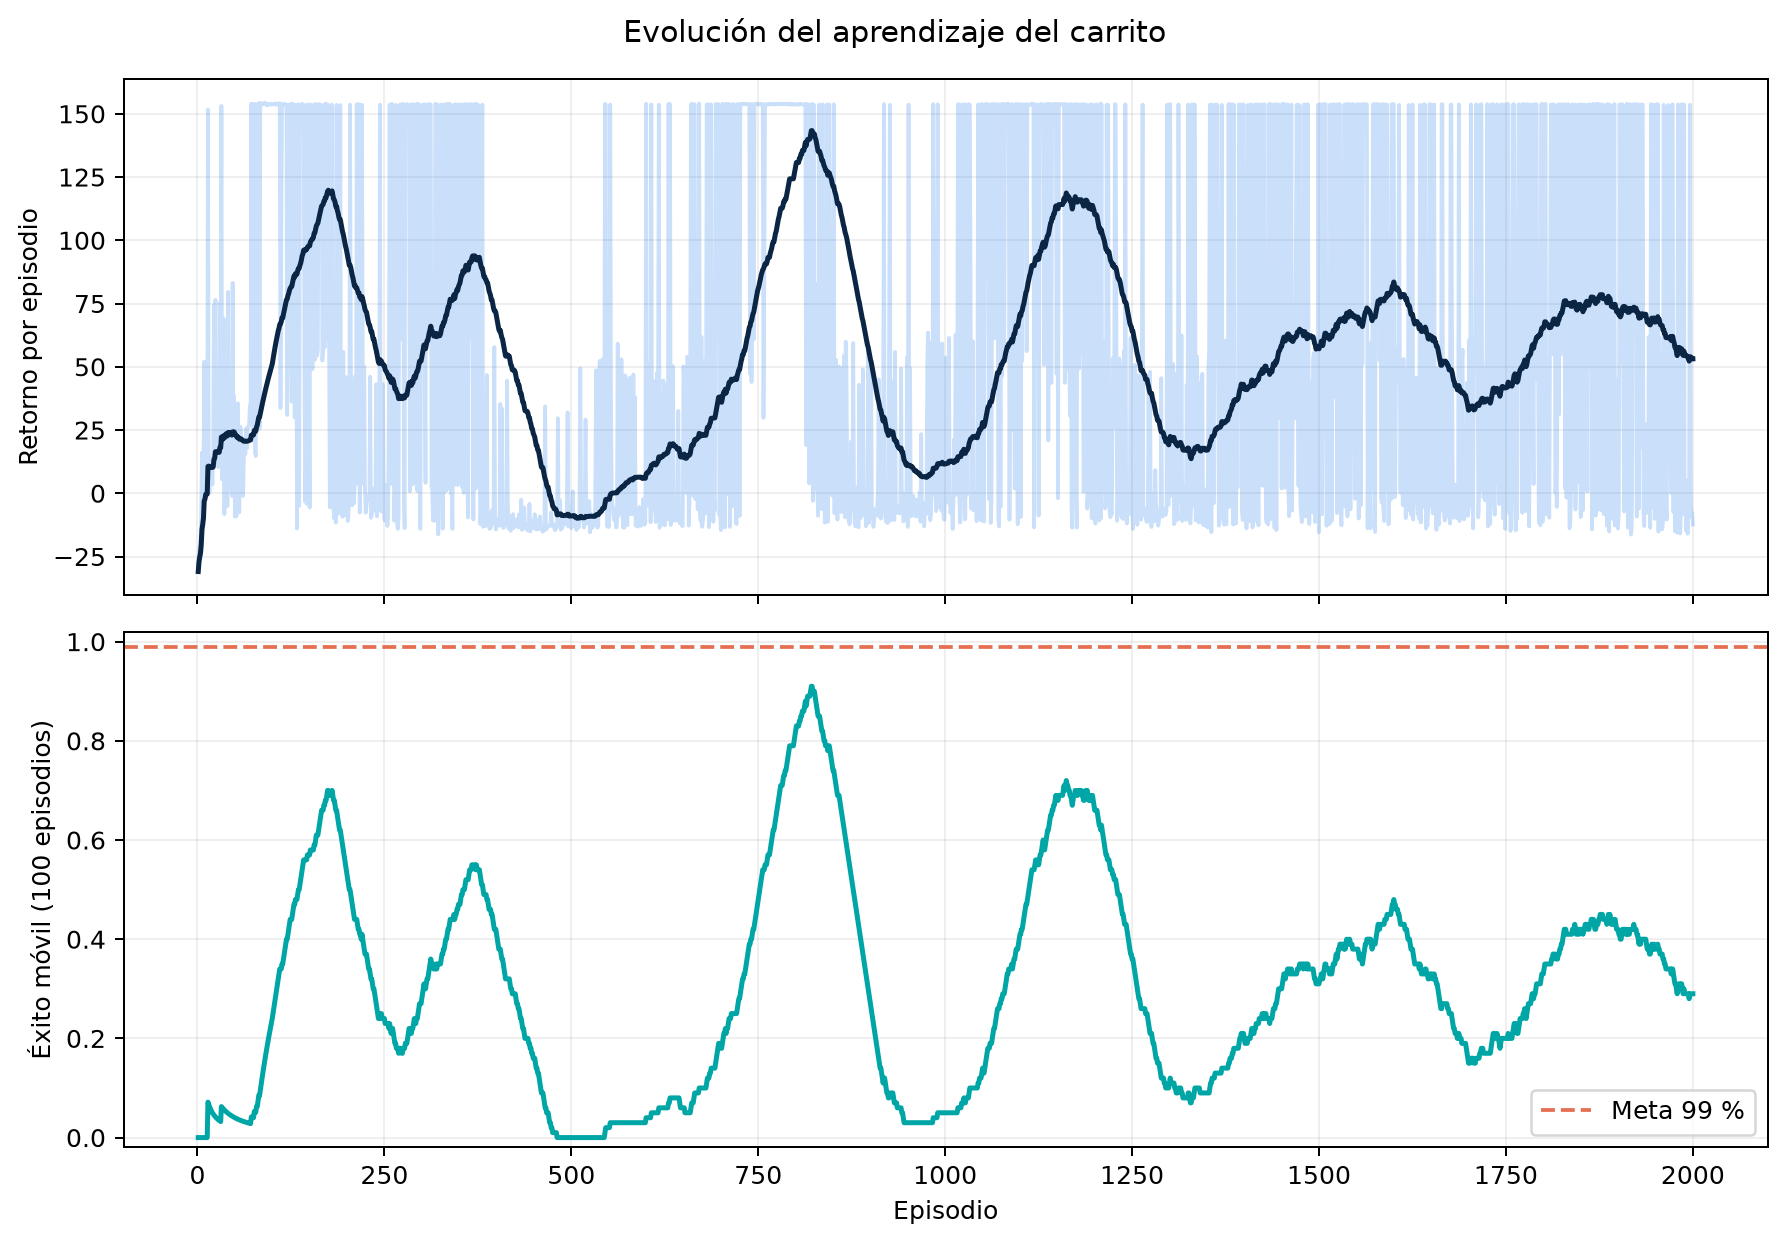 Evolución del aprendizaje del carrito
Retorno por episodio
150
125
100
75
50
25
0
−25
Éxito móvil (100 episodios)
1.0
0.8
0.6
0.4
0.2
0.0
Meta 99 %
0 250 500 750 1000 1250 1500 1750 2000
Episodio